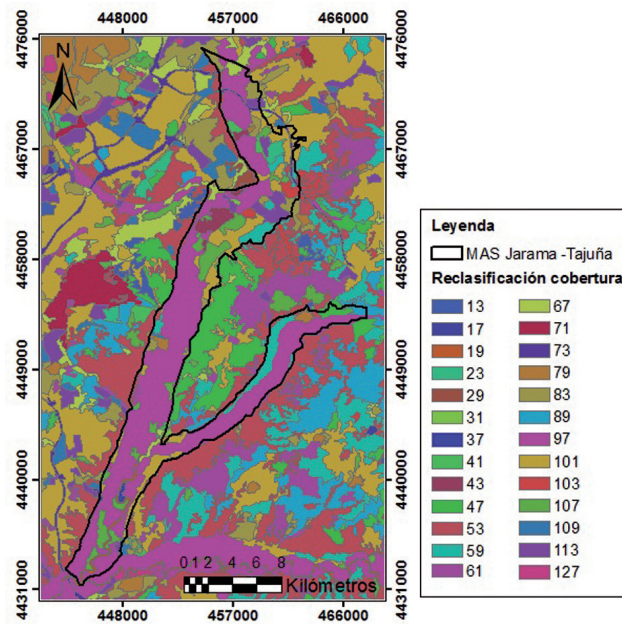 448000 457000 466000
4476000 4476000
N
4467000 4467000
4458000 4458000
4449000 4449000
4440000 4440000
4431000 4431000
0 1 2 4 6 8
Kilómetros
448000 457000 466000
Leyenda
MAS Jarama -Tajuña
Reclasificación cobertura
13 67
17 71
19 73
23 79
29 83
31 89
37 97
41 101
43 103
47 107
53 109
59 113
61 127